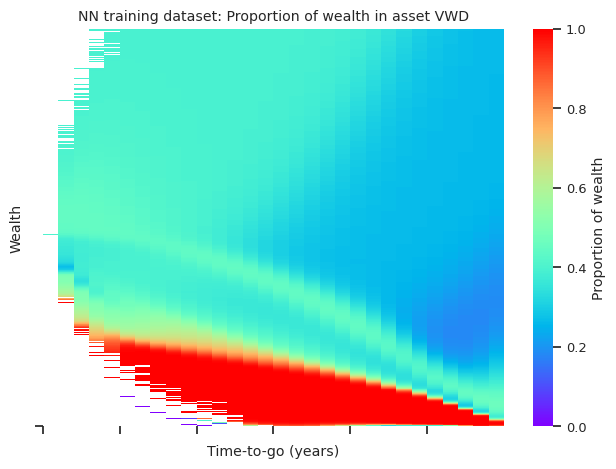 NN training dataset: Proportion of wealth in asset VWD
1.0
0.8
0.6
0.4
0.2
0.0
Proportion of wealth
Wealth
Time-to-go (years)